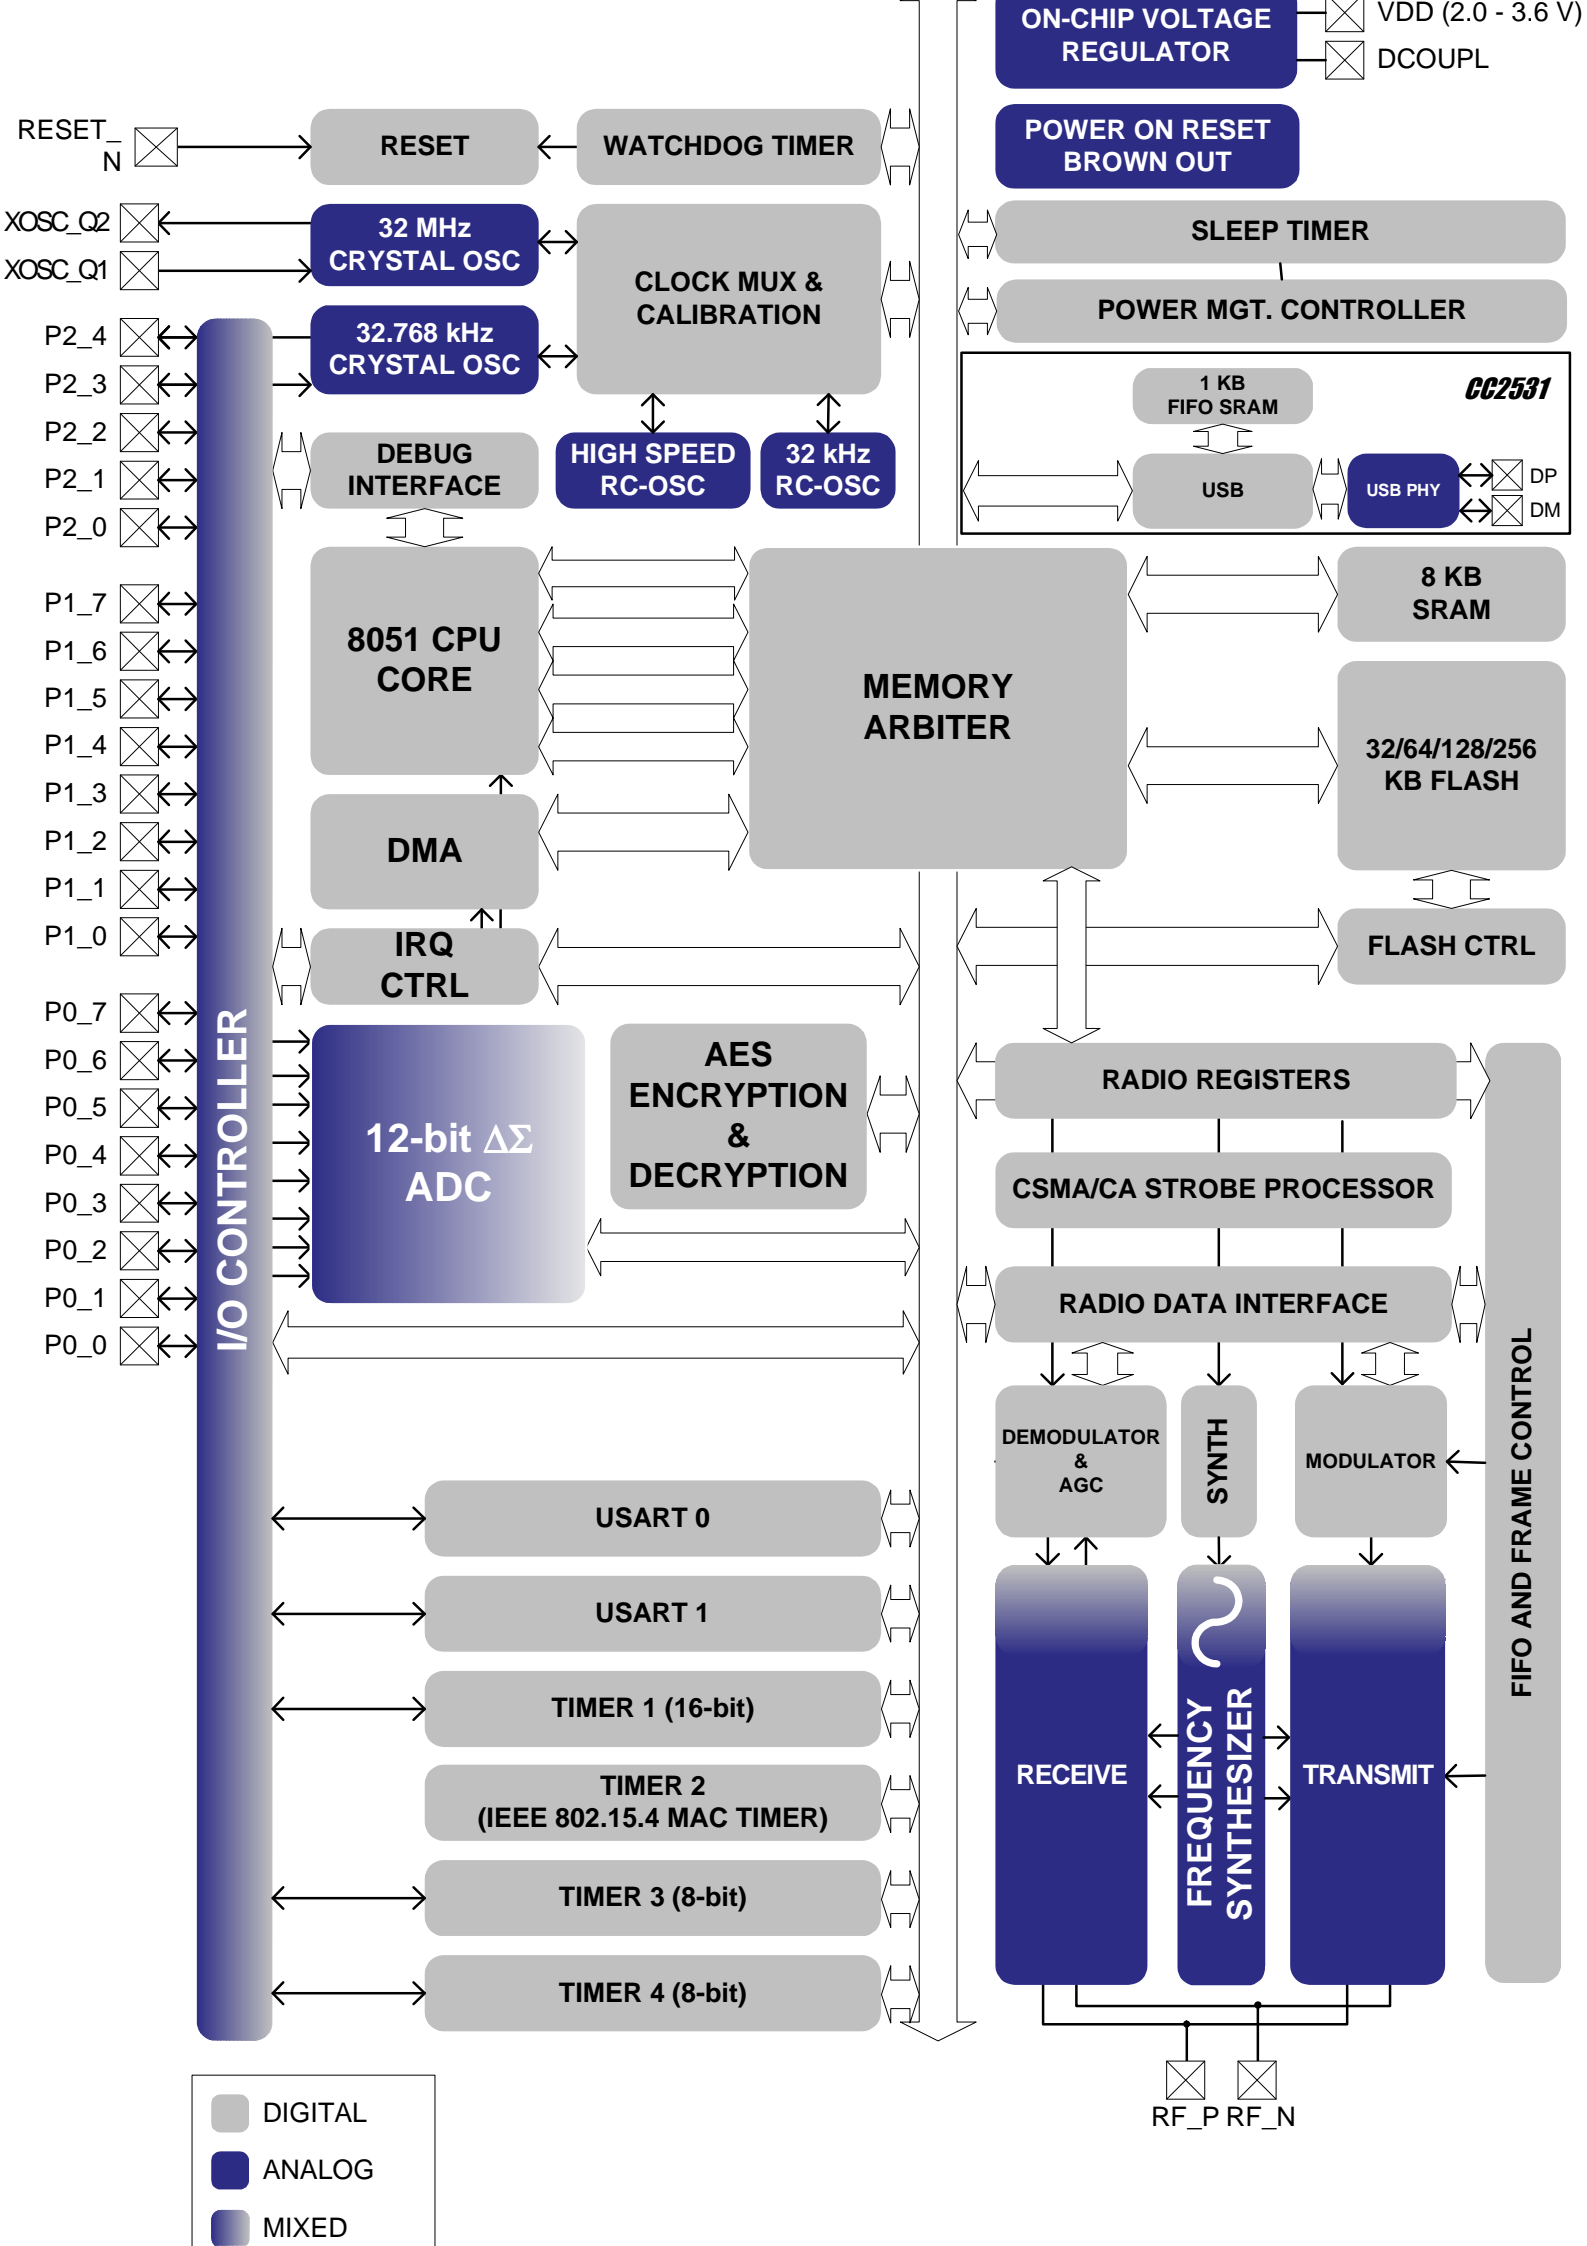 ON-CHIP VOLTAGE
REGULATOR
VDD (2.0 - 3.6 V)
DCOUPL
RESET_
N
RESET
WATCHDOG TIMER
POWER ON RESET
BROWN OUT
XOSC_Q2
XOSC_Q1
32 MHz
CRYSTAL OSC
CLOCK MUX &
CALIBRATION
SLEEP TIMER
POWER MGT. CONTROLLER
P2_4
P2_3
P2_2
P2_1
P2_0
32.768 kHz
CRYSTAL OSC
DEBUG
INTERFACE
HIGH SPEED
RC-OSC
32 kHz
RC-OSC
1 KB
FIFO SRAM
CC2531
USB
USB PHY
DP
DM
P1_7
P1_6
P1_5
P1_4
P1_3
P1_2
P1_1
P1_0
8051 CPU
CORE
MEMORY
ARBITER
8 KB
SRAM
32/64/128/256
KB FLASH
DMA
IRQ
CTRL
FLASH CTRL
P0_7
P0_6
P0_5
P0_4
P0_3
P0_2
P0_1
P0_0
I/O CONTROLLER
12-bit ΔΣ
ADC
AES
ENCRYPTION
&
DECRYPTION
RADIO REGISTERS
CSMA/CA STROBE PROCESSOR
RADIO DATA INTERFACE
DEMODULATOR
&
AGC
SYNTH
MODULATOR
FIFO AND FRAME CONTROL
USART 0
USART 1
TIMER 1 (16-bit)
TIMER 2
(IEEE 802.15.4 MAC TIMER)
TIMER 3 (8-bit)
TIMER 4 (8-bit)
RECEIVE
FREQUENCY
SYNTHESIZER
TRANSMIT
RF_P
RF_N
DIGITAL
ANALOG
MIXED